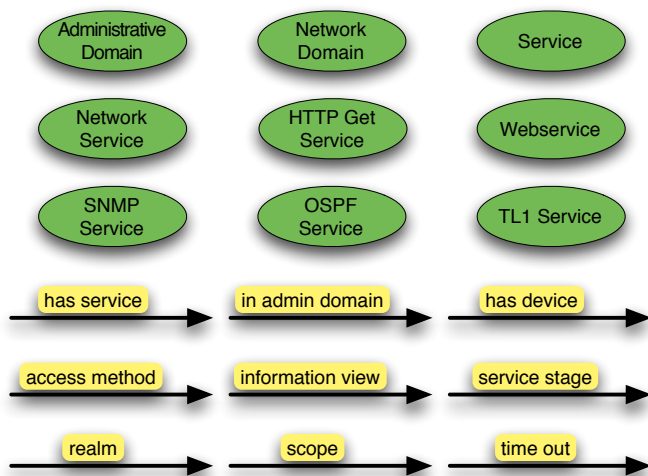 Administrative
Domain
Network
Domain
Service
Network
Service
HTTP Get
Service
Webservice
SNMP
Service
OSPF
Service
TL1 Service
has service
in admin domain
has device
access method
information view
service stage
realm
scope
time out